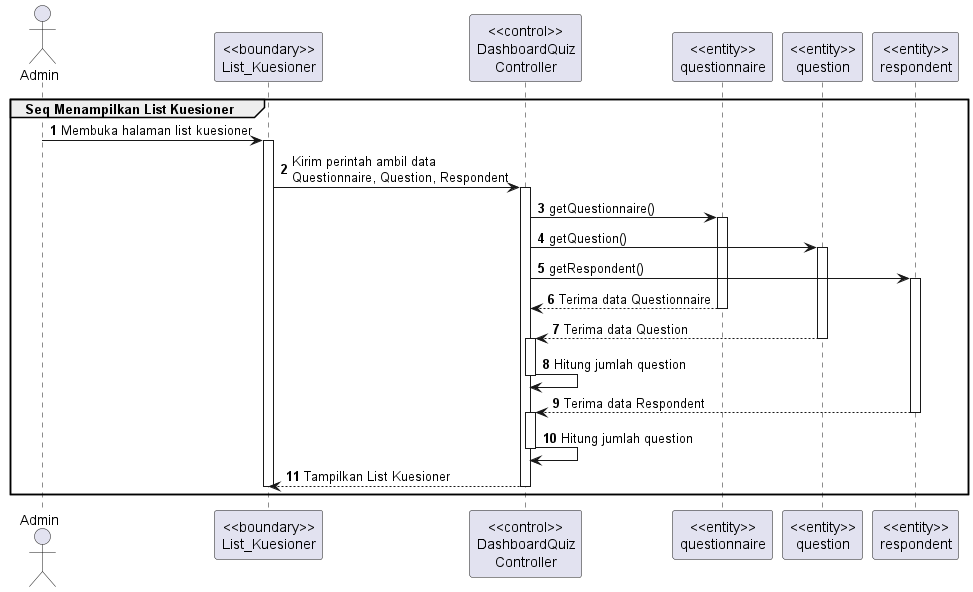 Admin
<<boundary>>
List_Kuesioner
<<control>>
DashboardQuiz
Controller
<<entity>>
questionnaire
<<entity>>
question
<<entity>>
respondent
Seq Menampilkan List Kuesioner
1 Membuka halaman list kuesioner
2 Kirim perintah ambil data
Questionnaire, Question, Respondent
3 getQuestionnaire()
4 getQuestion()
5 getRespondent()
6 Terima data Questionnaire
7 Terima data Question
8 Hitung jumlah question
9 Terima data Respondent
10 Hitung jumlah question
11 Tampilkan List Kuesioner
Admin
<<boundary>>
List_Kuesioner
<<control>>
DashboardQuiz
Controller
<<entity>>
questionnaire
<<entity>>
question
<<entity>>
respondent